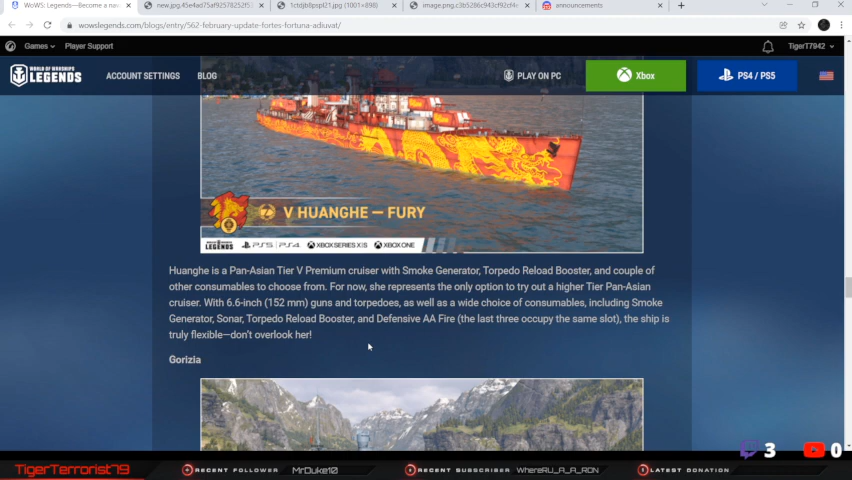 WoWS: Legends—Become a nav
new.jpg.45e4ad75af92578252f5
1ctdjb8pspl21.jpg (1001×898)
image.png.c3b5286c943cf92cf4
announcements
wowslegends.com/blogs/entry/562-february-update-fortes-fortuna-adiuvat/
Games
Player Support
TigerT7942
WORLD OF WARSHIPS
LEGENDS
ACCOUNT SETTINGS
BLOG
PLAY ON PC
Xbox
PS4 / PS5
V HUANGHE — FURY
LEGENDS
PS5
PS4
XBOX SERIES X|S
XBOX ONE
Huanghe is a Pan-Asian Tier V Premium cruiser with Smoke Generator, Torpedo Reload Booster, and couple of
other consumables to choose from. For now, she represents the only option to try out a higher Tier Pan-Asian
cruiser. With 6.6-inch (152 mm) guns and torpedoes, as well as a wide choice of consumables, including Smoke
Generator, Sonar, Torpedo Reload Booster, and Defensive AA Fire (the last three occupy the same slot), the ship is
truly flexible—don't overlook her!
Gorizia
3
0
TigerTerrorist79
RECENT FOLLOWER
MrDuke10
RECENT SUBSCRIBER
WhereRU_A_A_RON
LATEST DONATION